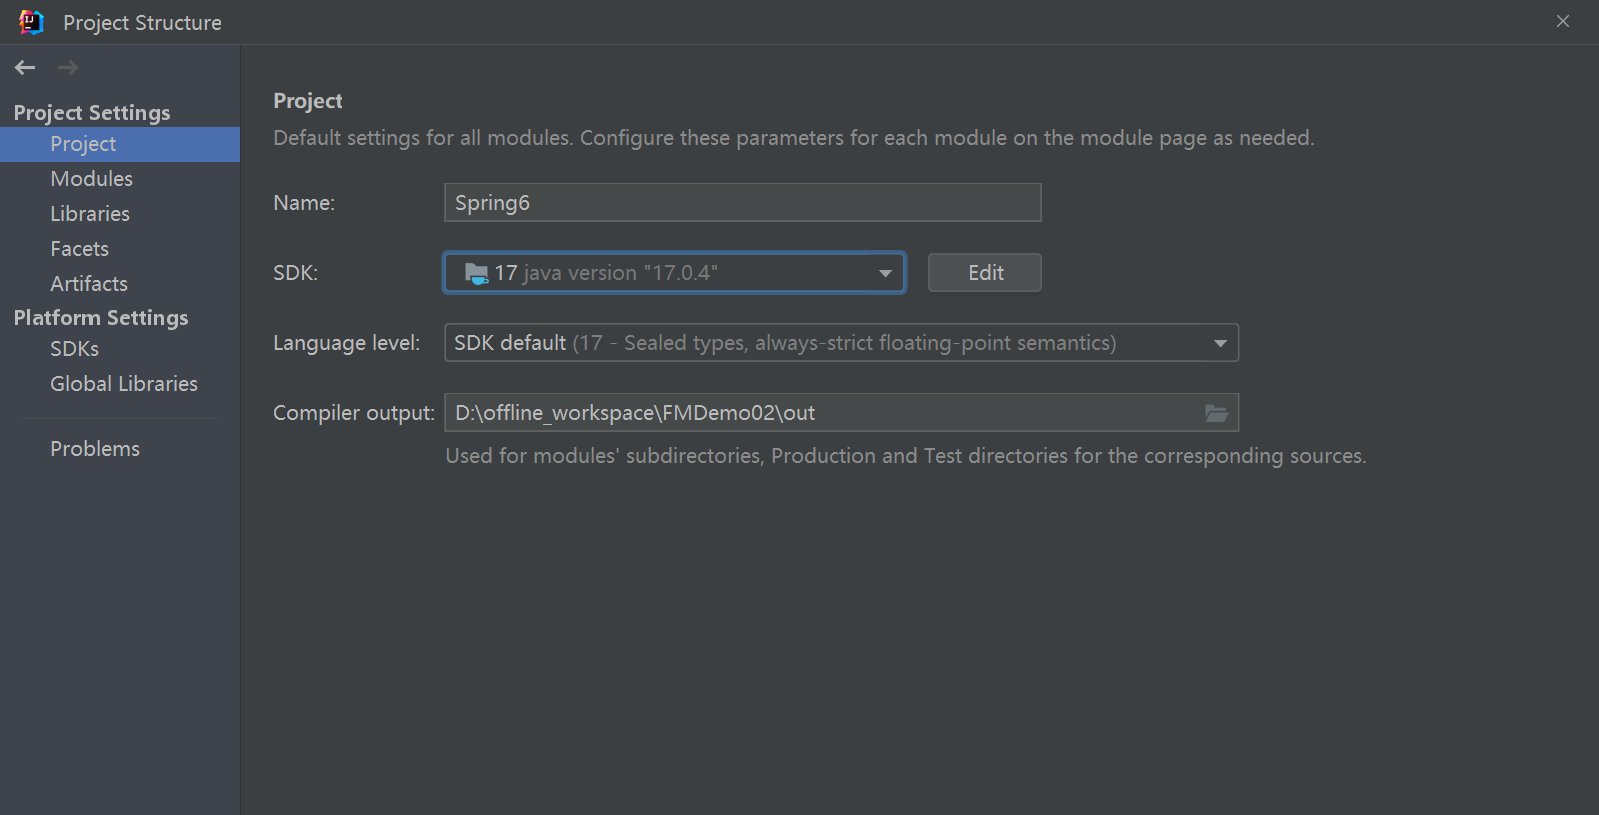 Project Structure
Project Settings
Project
Modules
Libraries
Facets
Artifacts
Platform Settings
SDKs
Global Libraries
Problems
Project
Default settings for all modules. Configure these parameters for each module on the module page as needed.
Name: Spring6
SDK: 17 java version "17.0.4" Edit
Language level: SDK default (17 - Sealed types, always-strict floating-point semantics)
Compiler output: D:\offline_workspace\FMDemo02\out
Used for modules' subdirectories, Production and Test directories for the corresponding sources.